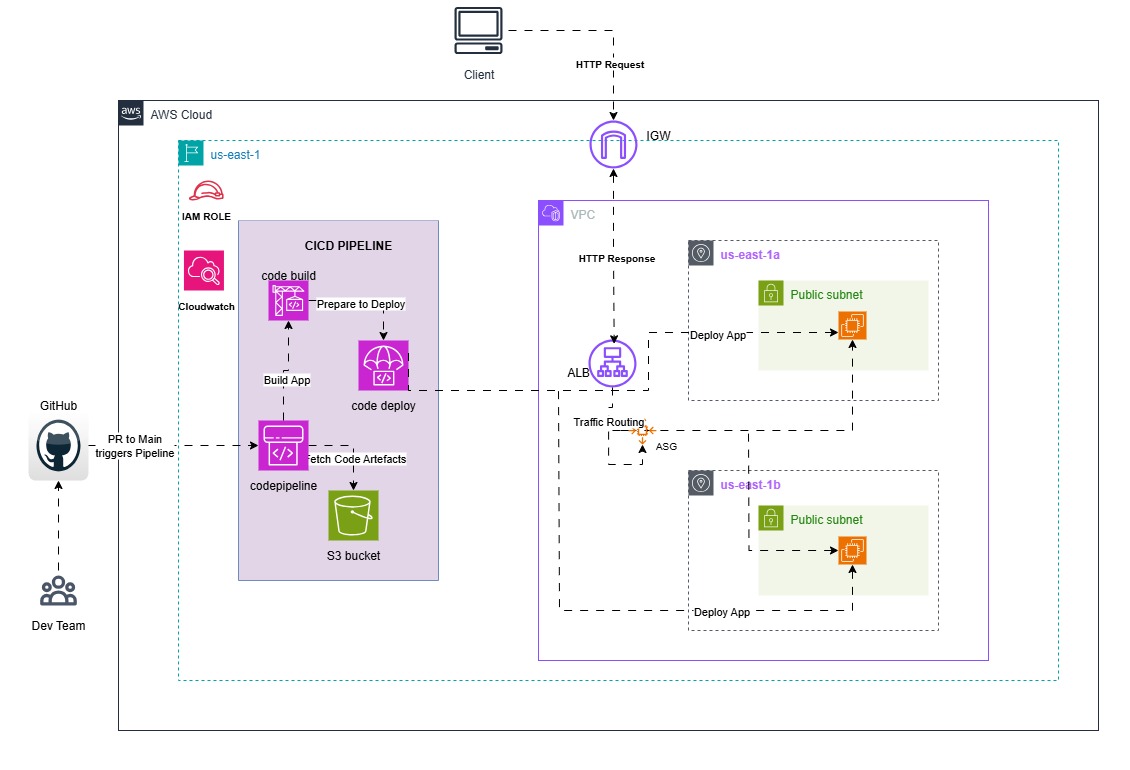 Client
HTTP Request
aws
AWS Cloud
IGW
us-east-1
IAM ROLE
Cloudwatch
CICD PIPELINE
code build
Prepare to Deploy
Build App
code deploy
GitHub
PR to Main
triggers Pipeline
codepipeline
Fetch Code Artefacts
S3 bucket
Dev Team
VPC
HTTP Response
us-east-1a
Public subnet
Deploy App
ALB
Traffic Routing
ASG
us-east-1b
Public subnet
Deploy App